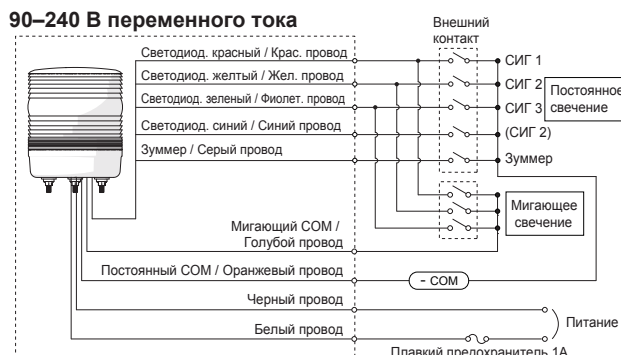 90–240 В переменного тока
Внешний
контакт
Светодиод. красный / Крас. провод
СИГ 1
Светодиод. желтый / Жел. провод
СИГ 2
Светодиод. зеленый / Фиолет. провод
СИГ 3
Постоянное
свечение
Светодиод. синий / Синий провод
(СИГ 2)
Зуммер / Серый провод
Зуммер
Мигающее
свечение
Мигающий COM /
Голубой провод
Постоянный COM / Оранжевый провод
- COM
Черный провод
Питание
Белый провод
Плавкий предохранитель 1А